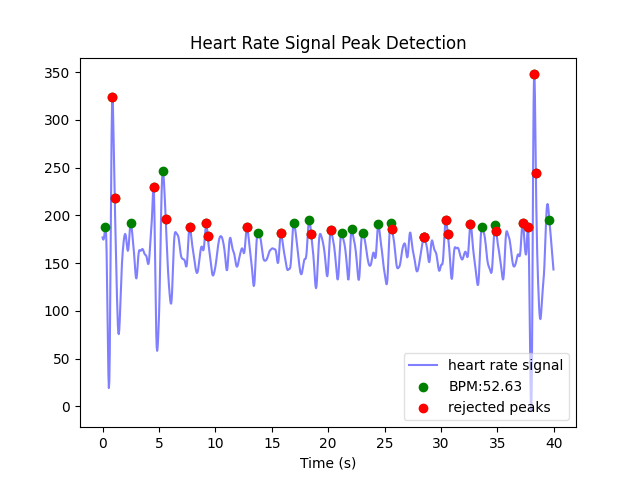 Heart Rate Signal Peak Detection
350
300
250
200
150
100
50
0
heart rate signal
BPM:52.63
rejected peaks
0 5 10 15 20 25 30 35 40
Time (s)